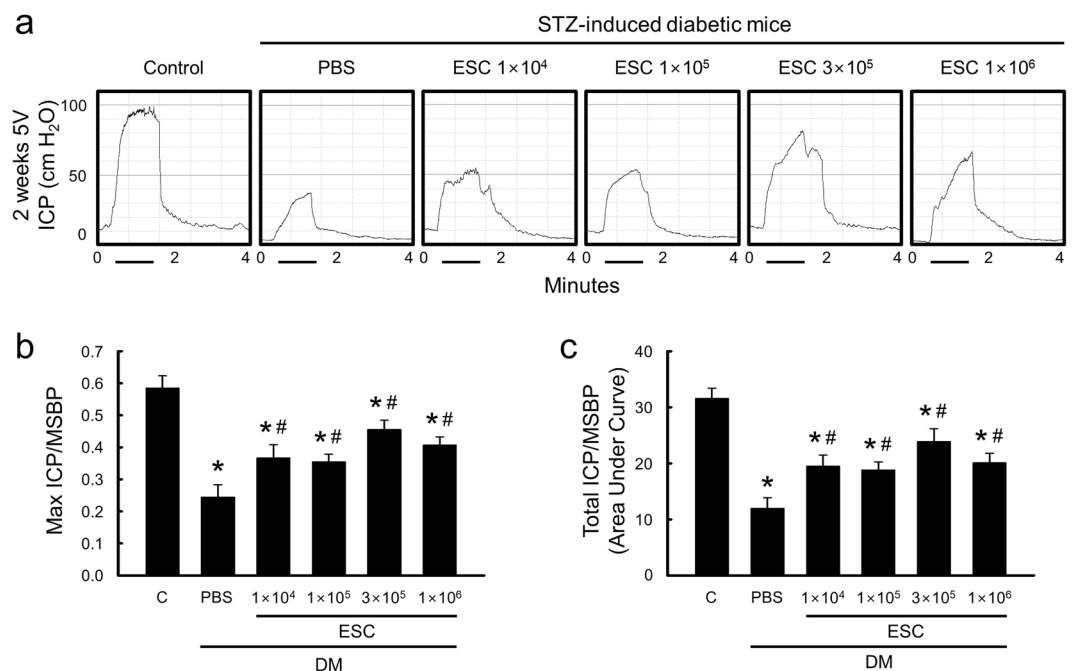 a
STZ-induced diabetic mice
Control PBS ESC 1×10⁴ ESC 1×10⁵ ESC 3×10⁵ ESC 1×10⁶
2 weeks 5V
ICP (cm H₂O)
100
50
0
0 2 4 0 2 4 0 2 4 0 2 4 0 2 4 0 2 4
Minutes
b
Max ICP/MSBP
0.7
0.6
0.5
0.4
0.3
0.2
0.1
0.0
* * # * # * # * #
C PBS 1×10⁴ 1×10⁵ 3×10⁵ 1×10⁶
ESC
DM
c
Total ICP/MSBP
(Area Under Curve)
40
30
20
10
0
* * # * # * # * #
C PBS 1×10⁴ 1×10⁵ 3×10⁵ 1×10⁶
ESC
DM